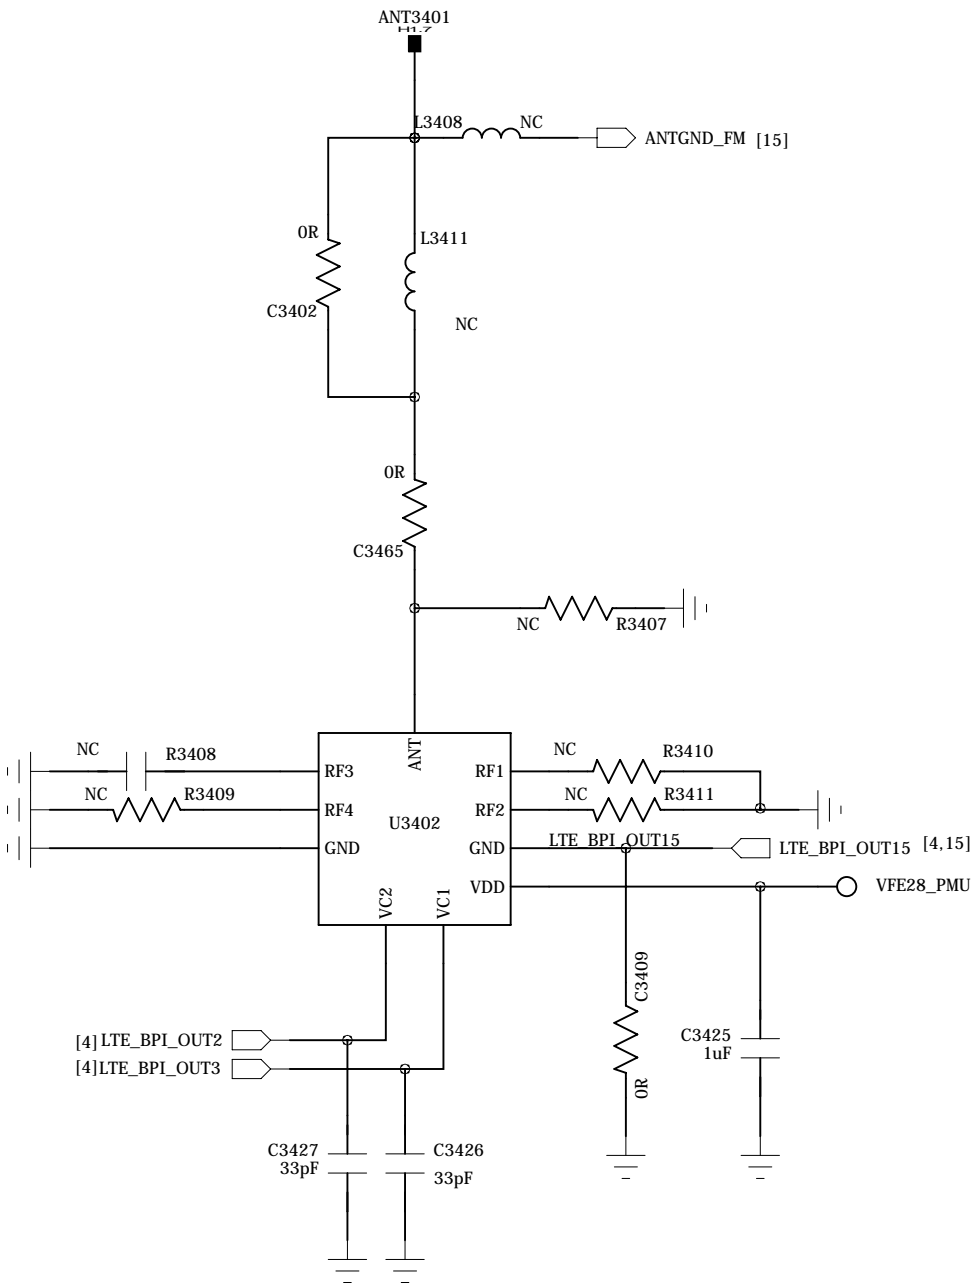 ANT3401
H1.7
L3408
NC
ANTGND_FM [15]
0R
L3411
C3402
NC
0R
C3465
NC
R3407
NC
R3408
NC
R3409
ANT
RF3
RF4
GND
U3402
RF1
RF2
GND
VDD
VC2
VC1
NC
R3410
NC
R3411
LTE_BPI_OUT15
LTE_BPI_OUT15 [4,15]
VFE28_PMU
C3409
0R
C3425
1uF
[4] LTE_BPI_OUT2
[4] LTE_BPI_OUT3
C3427
33pF
C3426
33pF